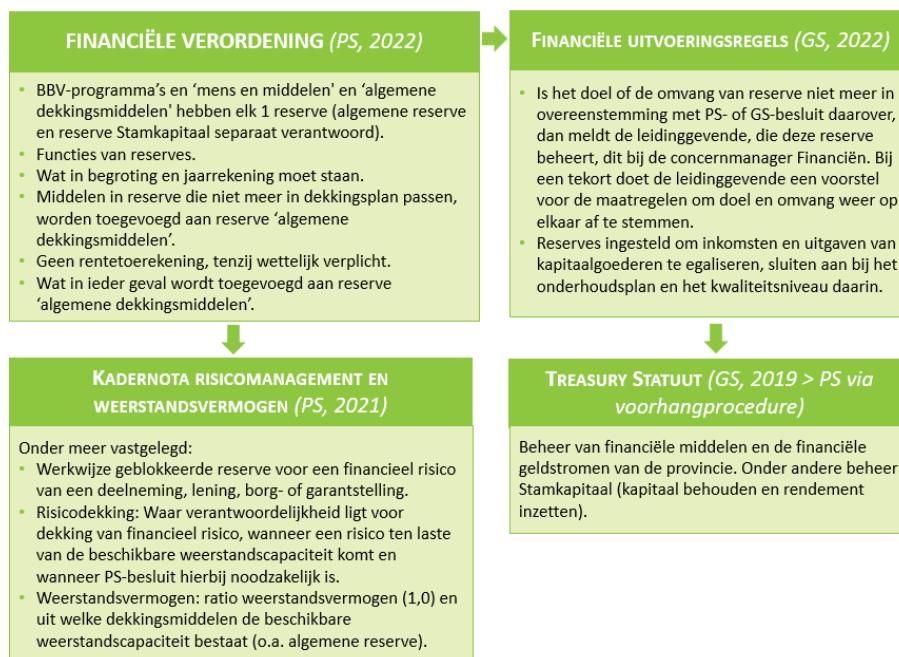 FINANCIËLE VERORDENING (PS, 2022)
• BBV-programma’s en ‘mens en middelen' en ‘algemene
dekkingsmiddelen' hebben elk 1 reserve (algemene reserve
en reserve Stamkapitaal separaat verantwoord).
• Functies van reserves.
• Wat in begroting en jaarrekening moet staan.
• Middelen in reserve die niet meer in dekkingsplan passen,
worden toegevoegd aan reserve ‘algemene
dekkingsmiddelen’.
• Geen rentetoerekening, tenzij wettelijk verplicht.
• Wat in ieder geval wordt toegevoegd aan reserve
‘algemene dekkingsmiddelen’.
FINANCIËLE UITVOERINGSREGELS (GS, 2022)
• Is het doel of de omvang van reserve niet meer in
overeenstemming met PS- of GS-besluit daarover,
dan meldt de leidinggevende, die deze reserve
beheert, dit bij de concernmanager Financiën. Bij
een tekort doet de leidinggevende een voorstel
voor de maatregelen om doel en omvang weer op
elkaar af te stemmen.
• Reserves ingesteld om inkomsten en uitgaven van
kapitaalgoederen te egaliseren, sluiten aan bij het
onderhoudsplan en het kwaliteitsniveau daarin.
KADERNOTA RISICOMANAGEMENT EN
WEERSTANDSVERMOGEN (PS, 2021)
Onder meer vastgelegd:
• Werkwijze geblokkeerde reserve voor een financieel risico
van een deelneming, lening, borg- of garantstelling.
• Risicodekking: Waar verantwoordelijkheid ligt voor
dekking van financieel risico, wanneer een risico ten laste
van de beschikbare weerstandscapaciteit komt en
wanneer PS-besluit hierbij noodzakelijk is.
• Weerstandsvermogen: ratio weerstandsvermogen (1,0) en
uit welke dekkingsmiddelen de beschikbare
weerstandscapaciteit bestaat (o.a. algemene reserve).
TREASURY STATUUT (GS, 2019 > PS via
voorhangprocedure)
Beheer van financiële middelen en de financiële
geldstromen van de provincie. Onder andere beheer
Stamkapitaal (kapitaal behouden en rendement
inzetten).